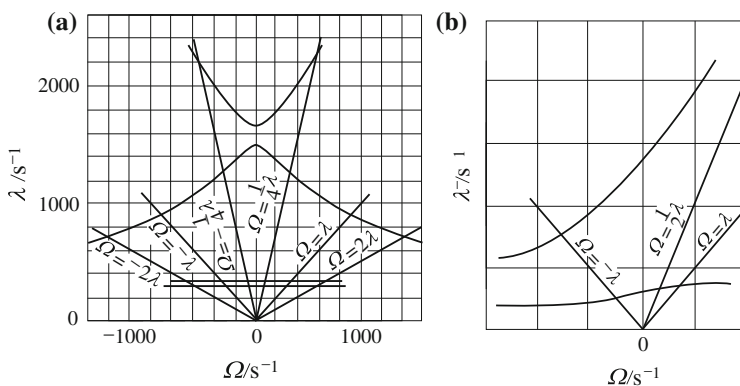 (a)
2000
1000
0
λ /s⁻¹
−1000
0
1000
Ω/s⁻¹
Ω=−2λ
Ω=−λ
Ω=−1/4λ
Ω=1/4λ
Ω=λ
Ω=2λ
(b)
λ⁻/s⁻¹
Ω=−λ
Ω=1/2λ
Ω=λ
0
Ω/s⁻¹